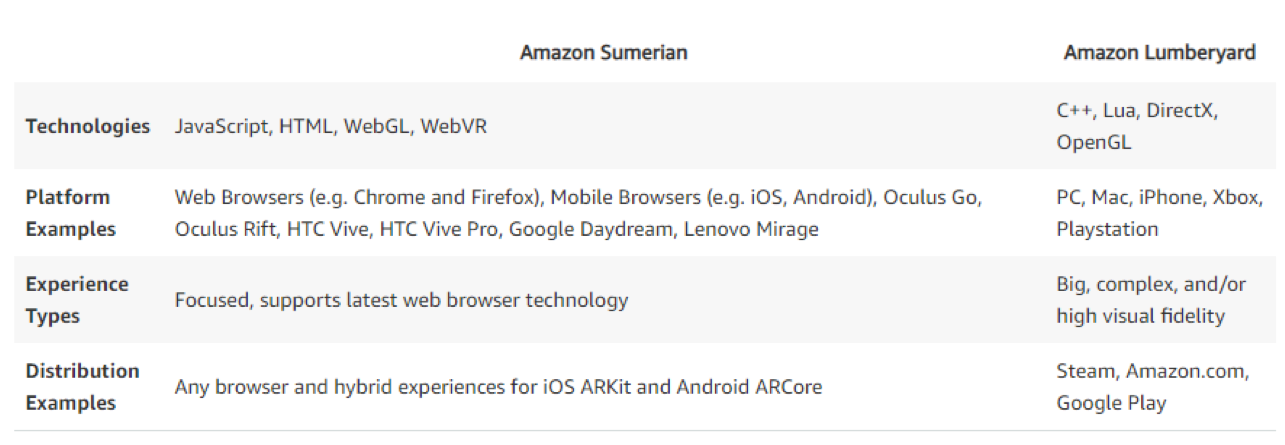 Amazon Sumerian
Amazon Lumberyard
Technologies
JavaScript, HTML, WebGL, WebVR
C++, Lua, DirectX,
OpenGL
Platform
Examples
Web Browsers (e.g. Chrome and Firefox), Mobile Browsers (e.g. iOS, Android), Oculus Go,
Oculus Rift, HTC Vive, HTC Vive Pro, Google Daydream, Lenovo Mirage
PC, Mac, iPhone, Xbox,
Playstation
Experience
Types
Focused, supports latest web browser technology
Big, complex, and/or
high visual fidelity
Distribution
Examples
Any browser and hybrid experiences for iOS ARKit and Android ARCore
Steam, Amazon.com,
Google Play